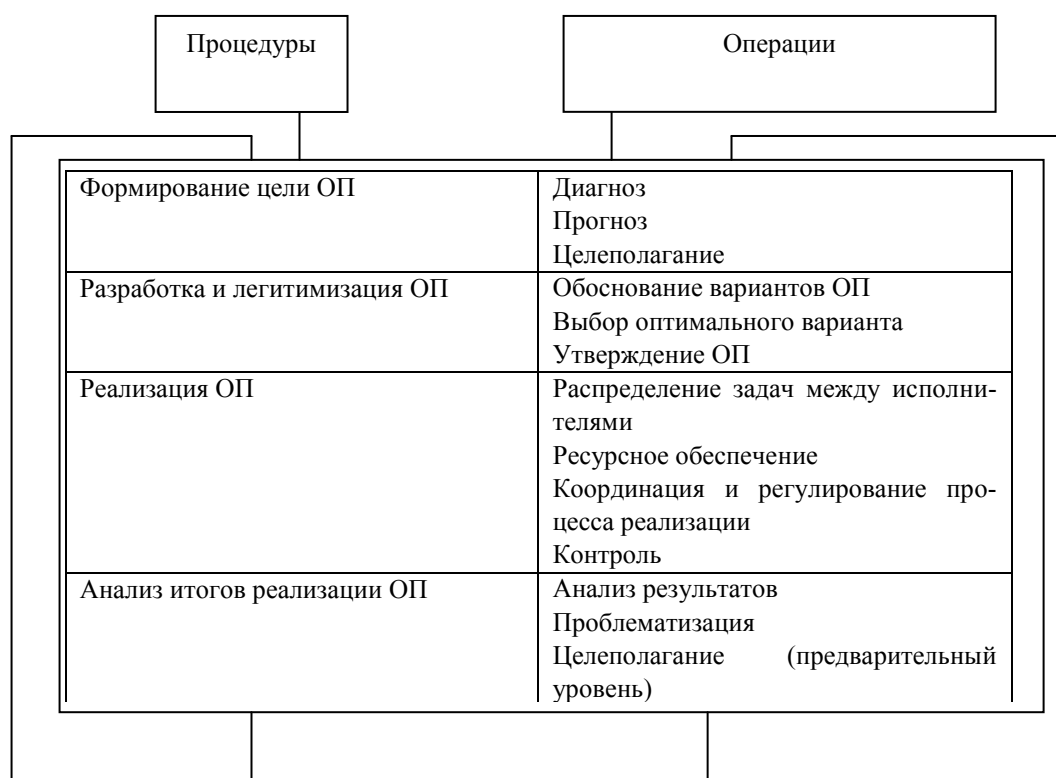 Процедуры
Операции
Формирование цели ОП
Диагноз
Прогноз
Целеполагание
Разработка и легитимизация ОП
Обоснование вариантов ОП
Выбор оптимального варианта
Утверждение ОП
Реализация ОП
Распределение задач между исполни-
телями
Ресурсное обеспечение
Координация и регулирование про-
цесса реализации
Контроль
Анализ итогов реализации ОП
Анализ результатов
Проблематизация
Целеполагание (предварительный
уровень)